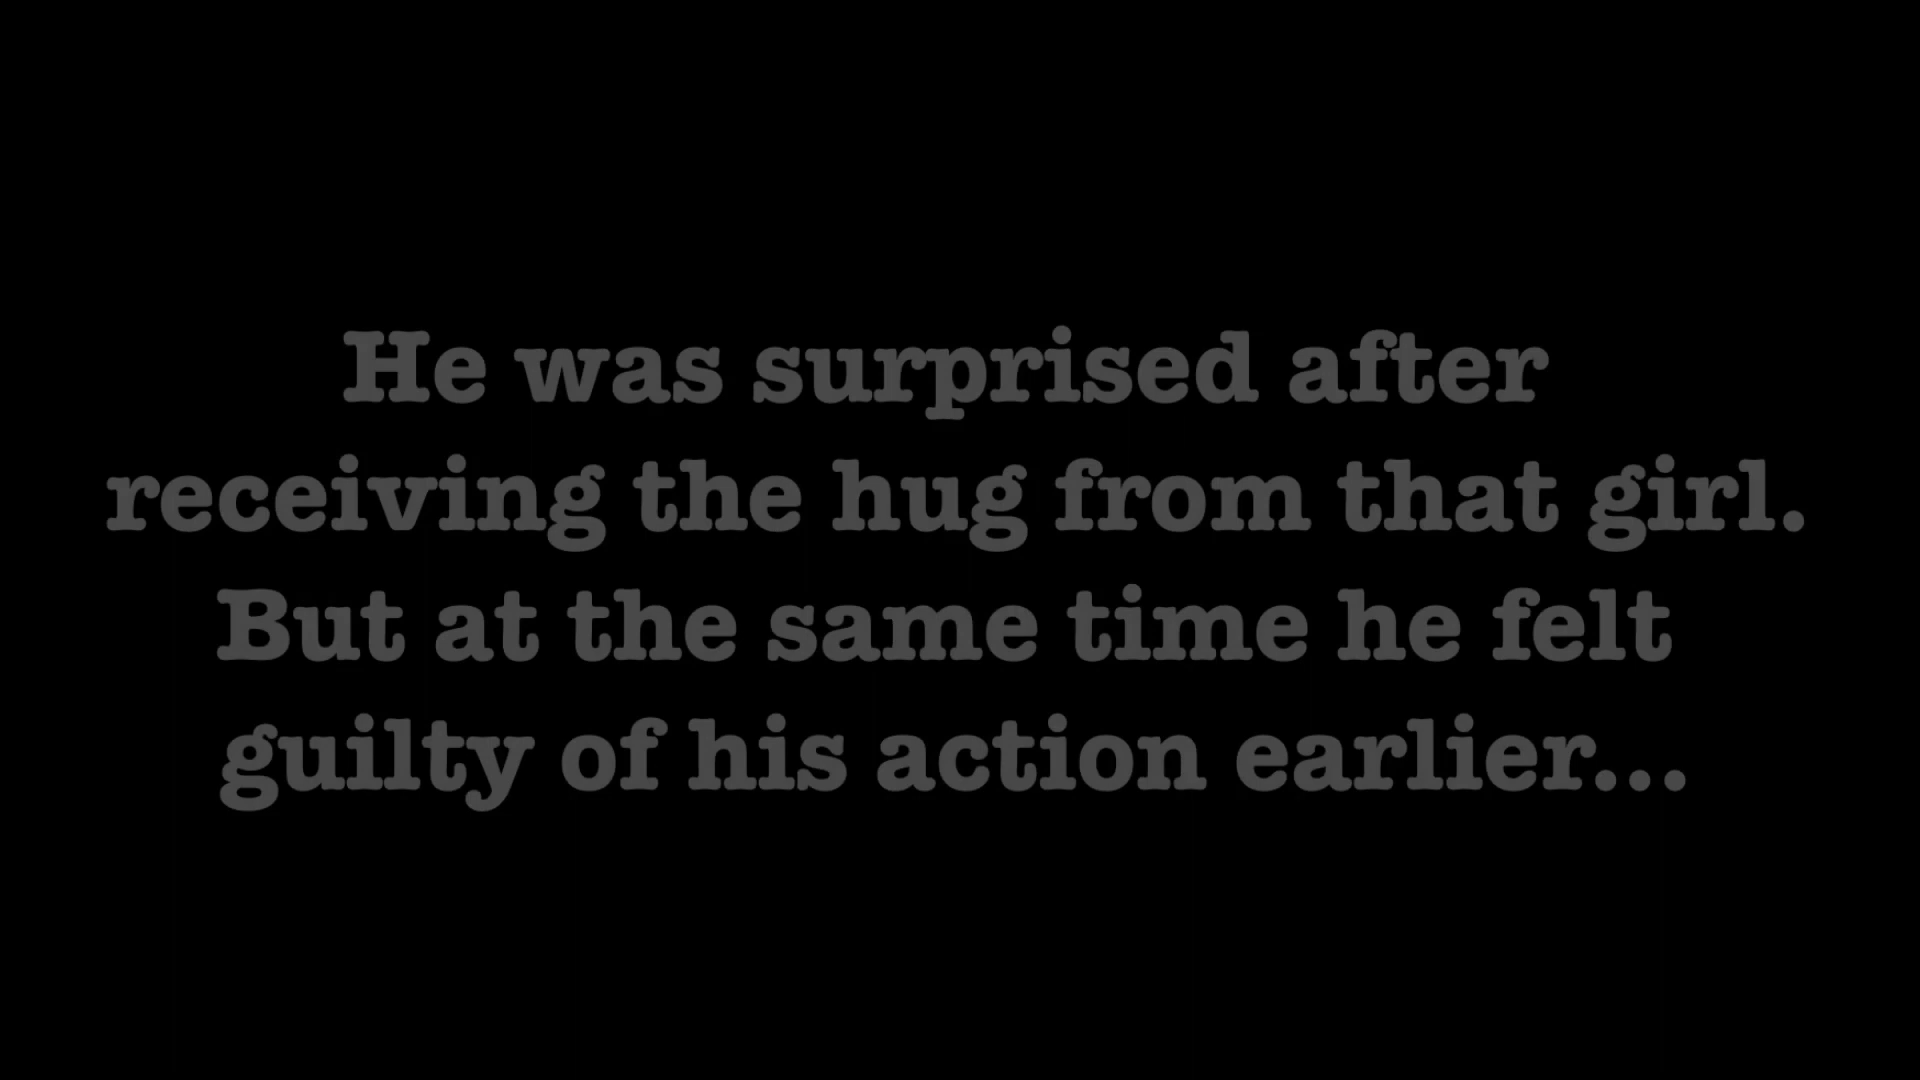 He was surprised after
receiving the hug from that girl.
But at the same time he felt
guilty of his action earlier...